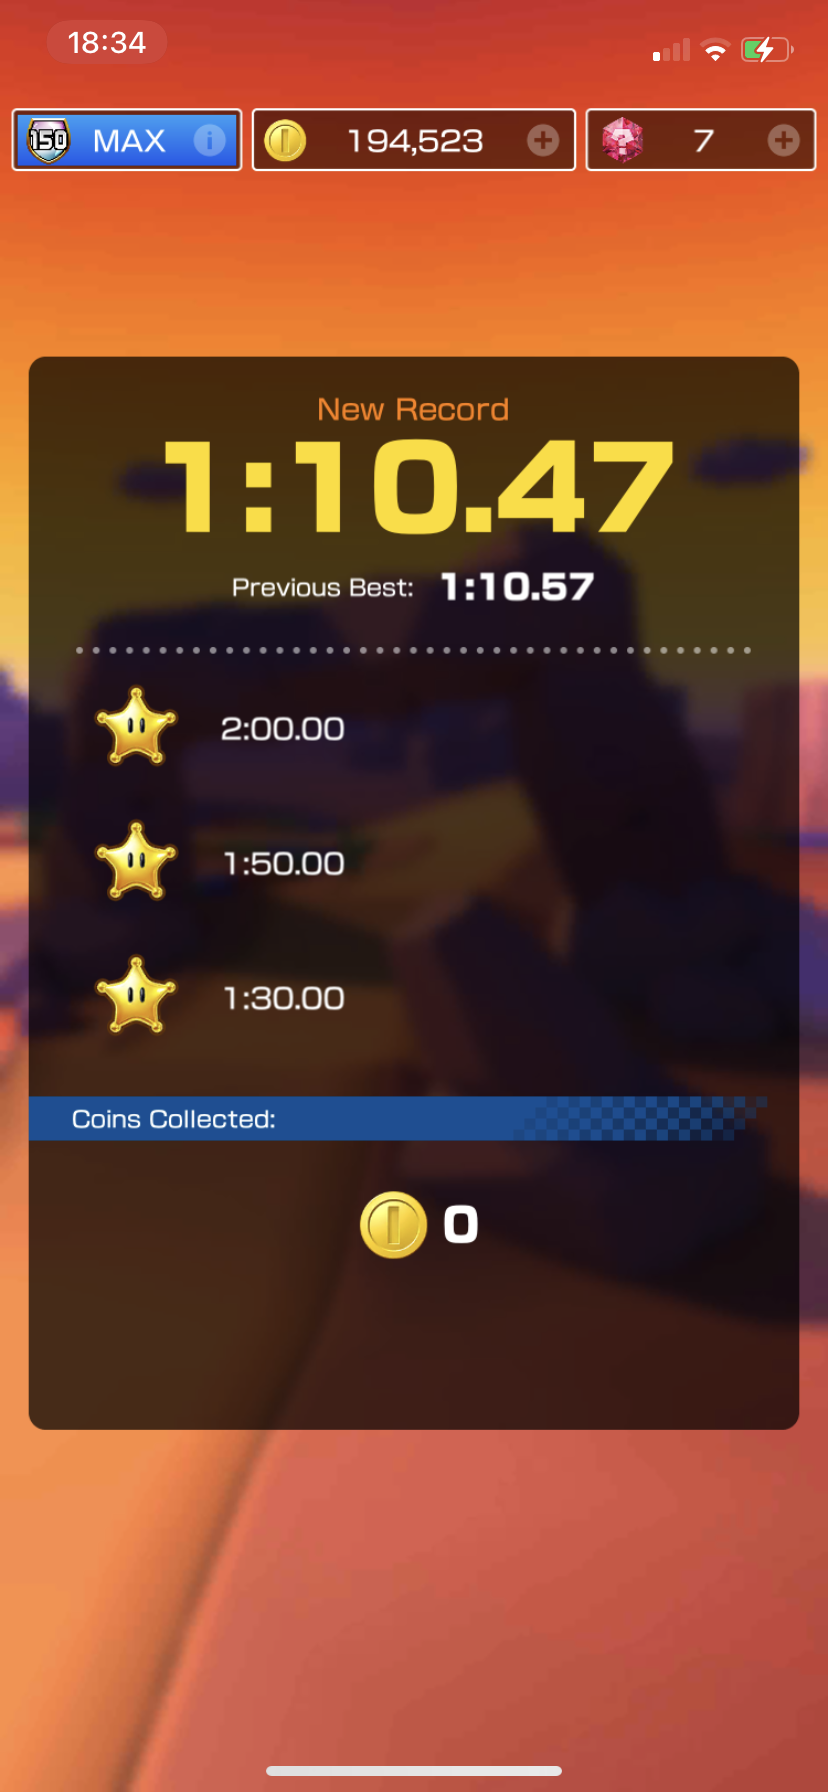 18:34
150 MAX i 194,523 + ? 7 +
New Record
1:10.47
Previous Best: 1:10.57
2:00.00
1:50.00
1:30.00
Coins Collected:
0